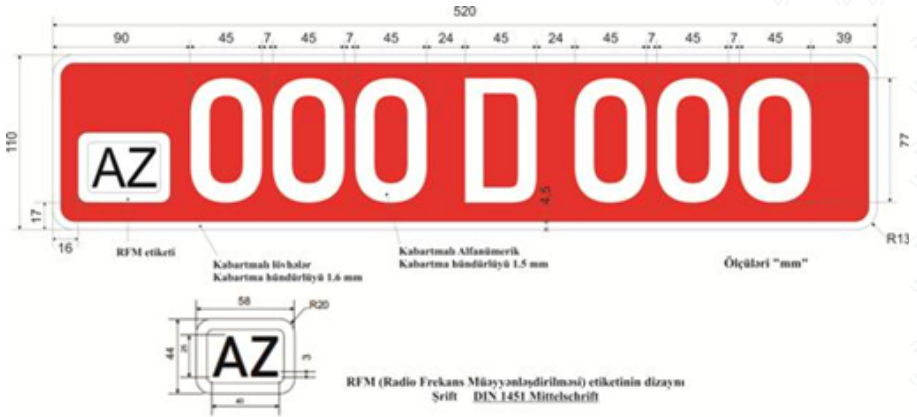 520
90 45 7 45 7 45 24 45 24 45 7 45 7 45 39
110
AZ 000 D 000
77
4,5
17
16
R13
RFM etiketi
Kabartmalı lövhələr
Kabartma hündürlüyü 1.6 mm
Kabartmalı Alfanümerik
Kabartma hündürlüyü 1.5 mm
Ölçüləri "mm"
58
R20
44
AZ
3
40
RFM (Radio Frekans Müəyyənləşdirilməsi) etiketinin dizaynı
Şrift DIN 1451 Mittelschrift